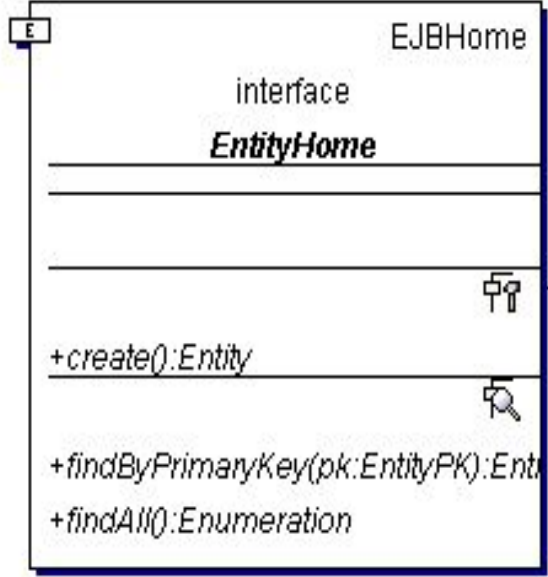 E
EJBHome
interface
EntityHome
+create():Entity
+findByPrimaryKey(pk:EntityPK):Enti
+findAll():Enumeration